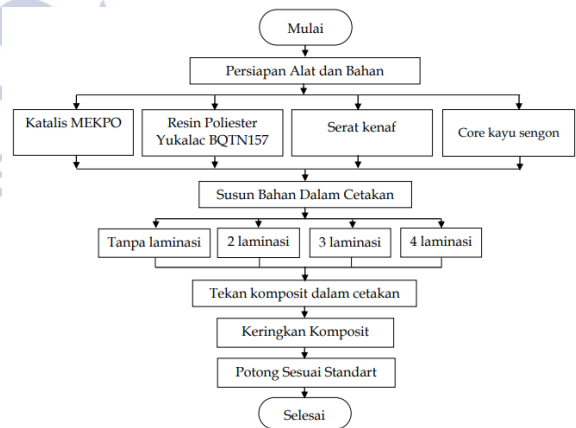 Mulai
Persiapan Alat dan Bahan
Katalis MEKPO
Resin Poliester
Yukalac BQTN157
Serat kenaf
Core kayu sengon
Susun Bahan Dalam Cetakan
Tanpa laminasi
2 laminasi
3 laminasi
4 laminasi
Tekan komposit dalam cetakan
Keringkan Komposit
Potong Sesuai Standart
Selesai